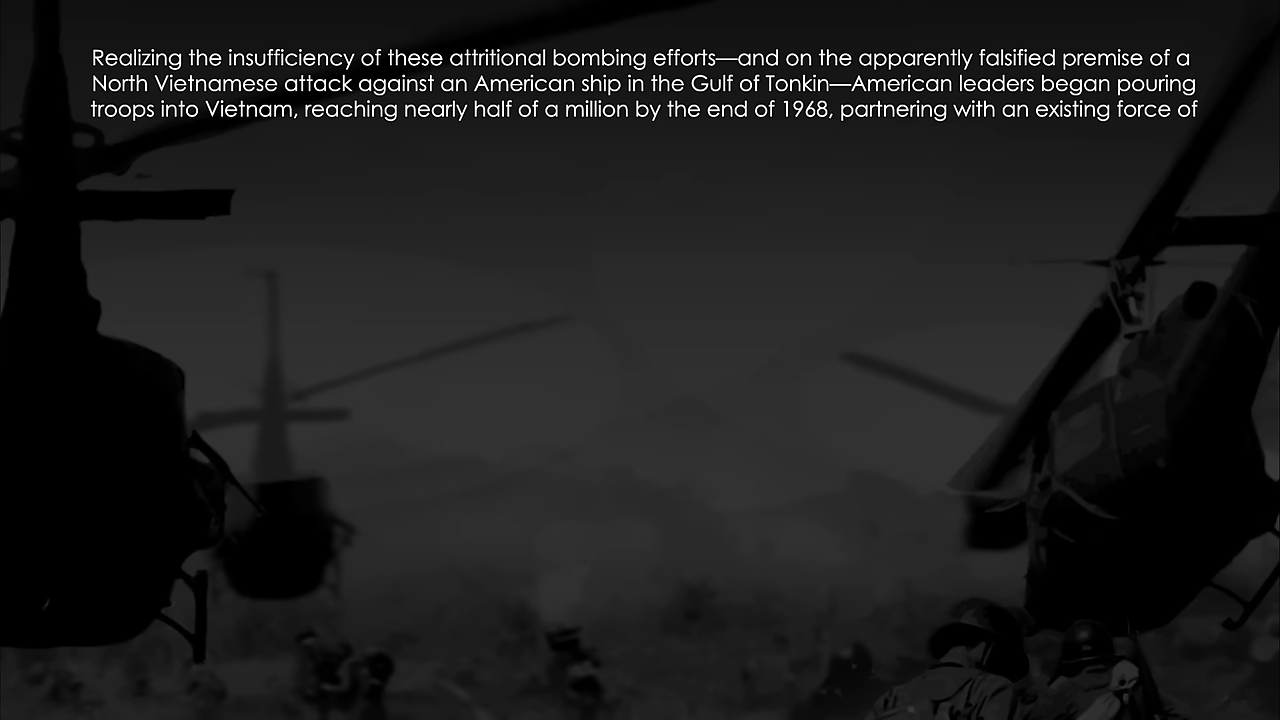 Realizing the insufficiency of these attritional bombing efforts—and on the apparently falsified premise of a
North Vietnamese attack against an American ship in the Gulf of Tonkin—American leaders began pouring
troops into Vietnam, reaching nearly half of a million by the end of 1968, partnering with an existing force of